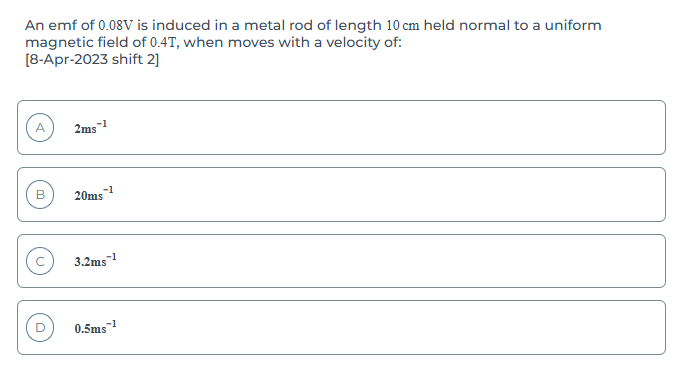 An emf of 0.08V is induced in a metal rod of length 10 cm held normal to a uniform
magnetic field of 0.4T, when moves with a velocity of:
[8-Apr-2023 shift 2]
A 2ms⁻¹
B 20ms⁻¹
C 3.2ms⁻¹
D 0.5ms⁻¹